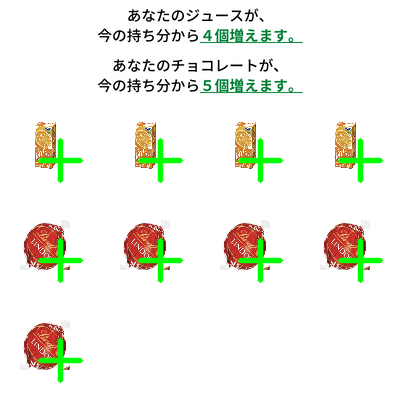 あなたのジュースが、
今の持ち分から４個増えます。
あなたのチョコレートが、
今の持ち分から５個増えます。